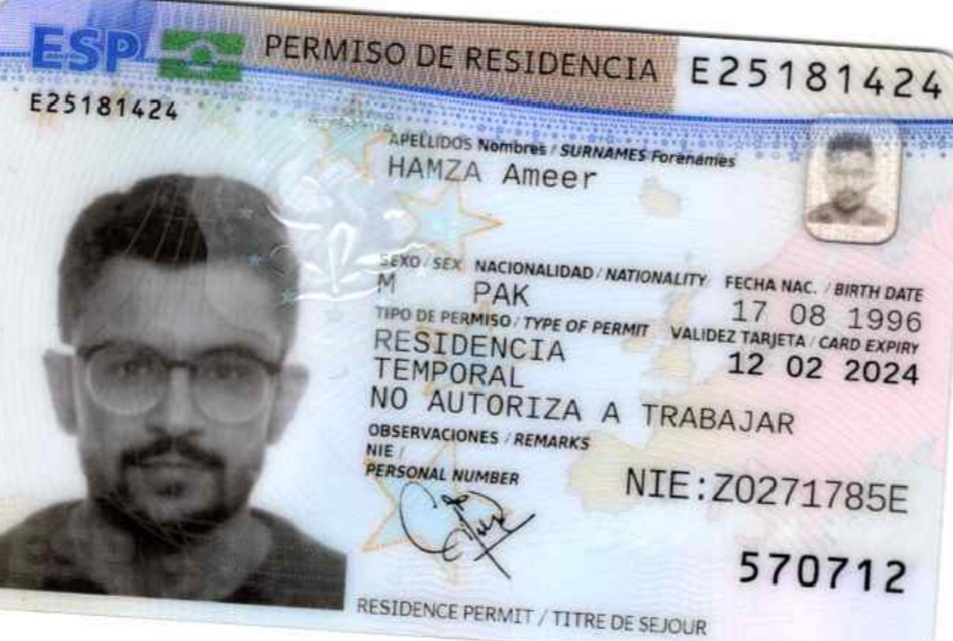 ESP PERMISO DE RESIDENCIA E25181424
E25181424
APELLIDOS Nombres / SURNAMES Forenames
HAMZA Ameer
SEXO / SEX NACIONALIDAD / NATIONALITY FECHA NAC. / BIRTH DATE
M PAK 17 08 1996
TIPO DE PERMISO / TYPE OF PERMIT VALIDEZ TARJETA / CARD EXPIRY
RESIDENCIA 12 02 2024
TEMPORAL
NO AUTORIZA A TRABAJAR
OBSERVACIONES / REMARKS
NIE /
PERSONAL NUMBER NIE:Z0271785E
570712
RESIDENCE PERMIT / TITRE DE SEJOUR